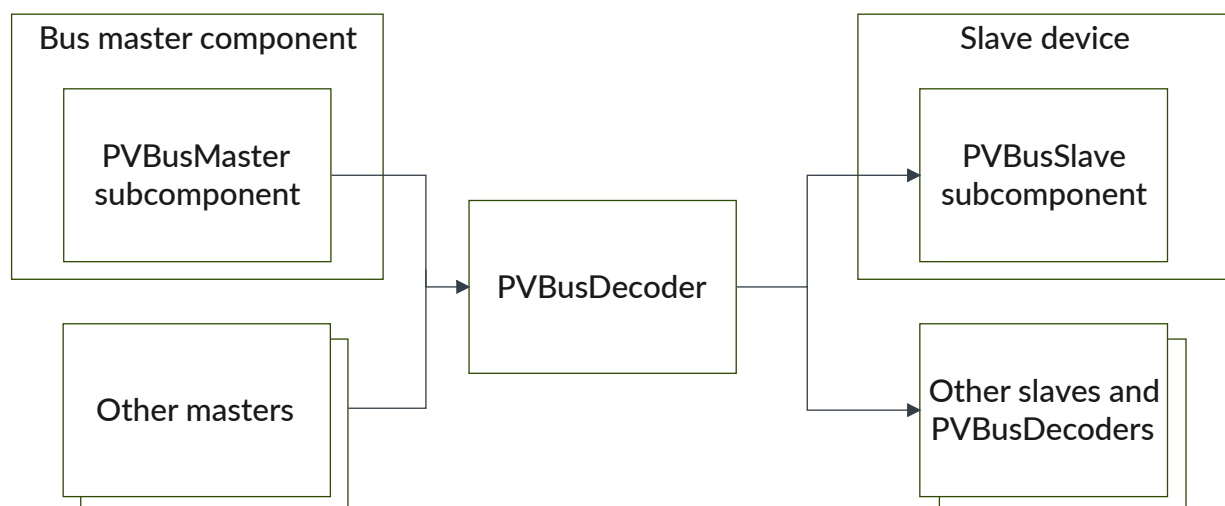 Bus master component
PVBusMaster
subcomponent
Other masters
PVBusDecoder
Slave device
PVBusSlave
subcomponent
Other slaves and
PVBusDecoders